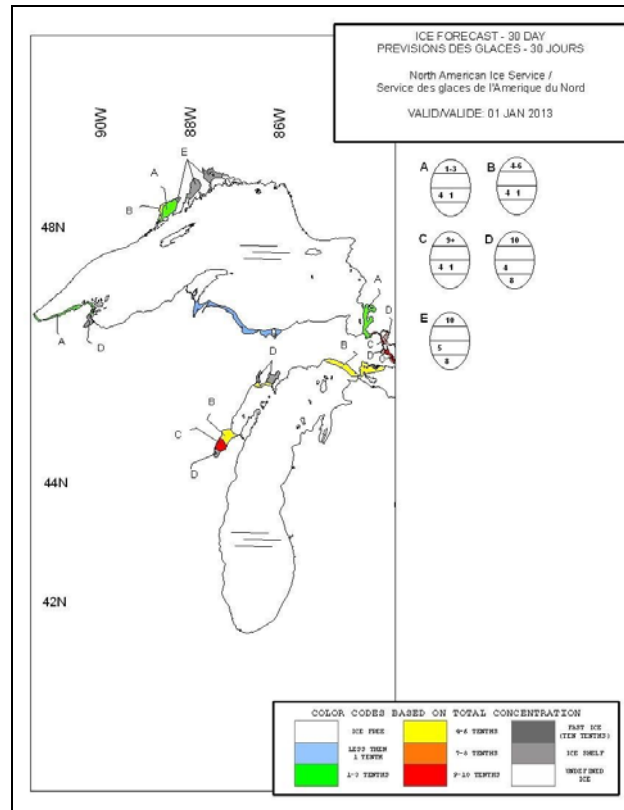 ICE FORECAST - 30 DAY
PREVISIONS DES GLACES - 30 JOURS
North American Ice Service /
Service des glaces de l'Amerique du Nord
VALID/VALIDE: 01 JAN 2013
90W
88W
86W
E
A
B
48N
A
D
A
D
C
D
C
B
D
B
C
D
44N
42N
A
1-3
4 1
B
4-6
4 1
C
9+
4 1
D
10
4
8
E
10
5
8
COLOR CODES BASED ON TOTAL CONCENTRATION
ICE FREE
LESS THEN
1 TENTH
1-3 TENTHS
4-6 TENTHS
7-8 TENTHS
9-10 TENTHS
FAST ICE
(TEN TENTHS)
ICE SHELF
UNDEFINED
ICE